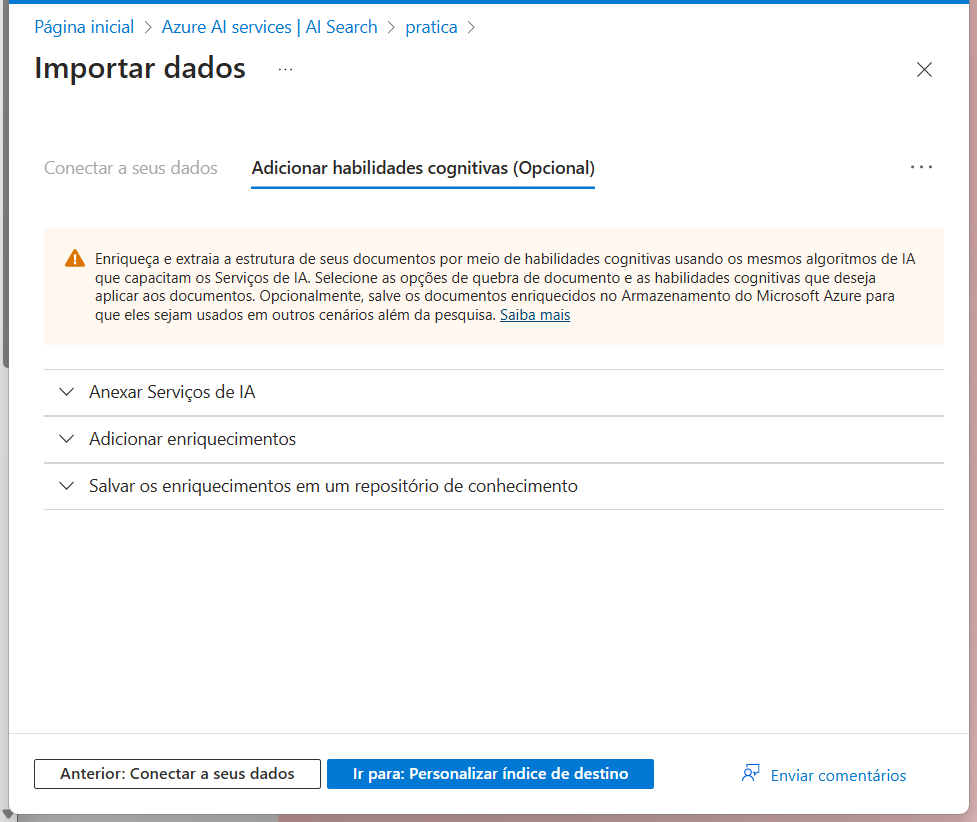 Página inicial > Azure AI services | AI Search > pratica >
Importar dados ...
Conectar a seus dados Adicionar habilidades cognitivas (Opcional) ...
Enriqueça e extraia a estrutura de seus documentos por meio de habilidades cognitivas usando os mesmos algoritmos de IA
que capacitam os Serviços de IA. Selecione as opções de quebra de documento e as habilidades cognitivas que deseja
aplicar aos documentos. Opcionalmente, salve os documentos enriquecidos no Armazenamento do Microsoft Azure para
que eles sejam usados em outros cenários além da pesquisa. Saiba mais
Anexar Serviços de IA
Adicionar enriquecimentos
Salvar os enriquecimentos em um repositório de conhecimento
Anterior: Conectar a seus dados Ir para: Personalizar índice de destino Enviar comentários